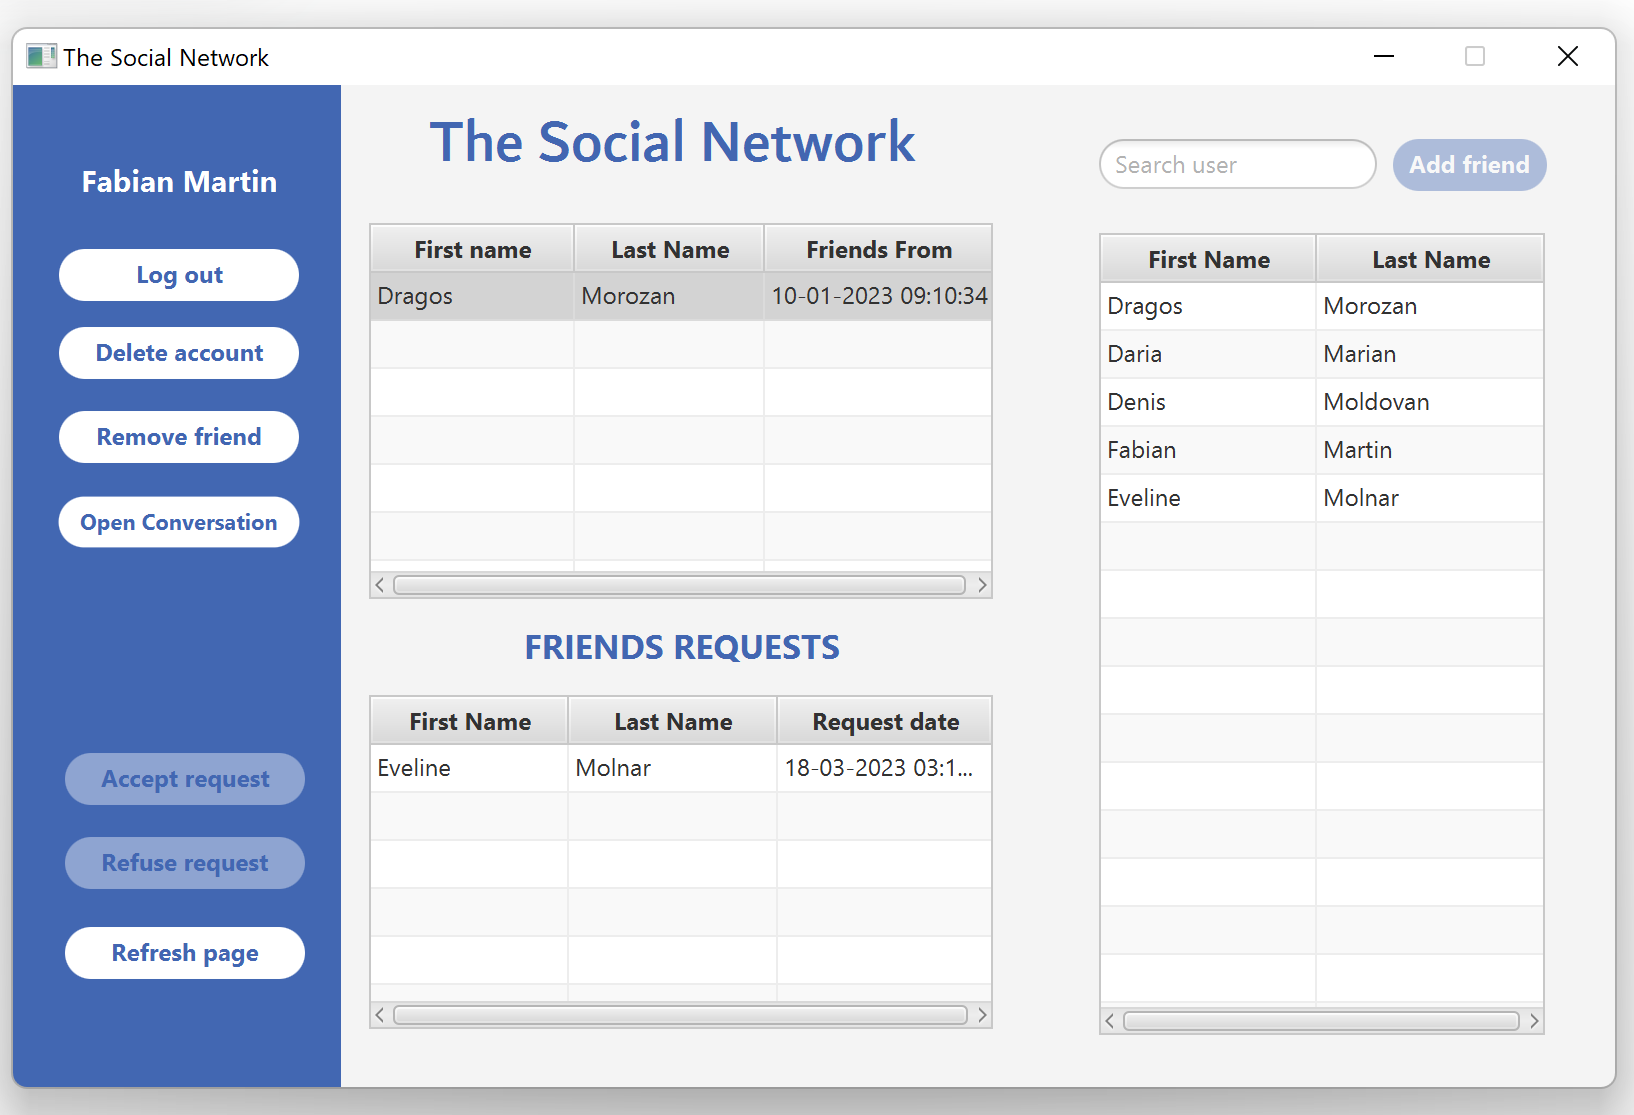 The Social Network
Fabian Martin
Log out
Delete account
Remove friend
Open Conversation
Accept request
Refuse request
Refresh page
The Social Network
First name Last Name Friends From
Dragos Morozan 10-01-2023 09:10:34
FRIENDS REQUESTS
First Name Last Name Request date
Eveline Molnar 18-03-2023 03:1...
Search user Add friend
First Name Last Name
Dragos Morozan
Daria Marian
Denis Moldovan
Fabian Martin
Eveline Molnar